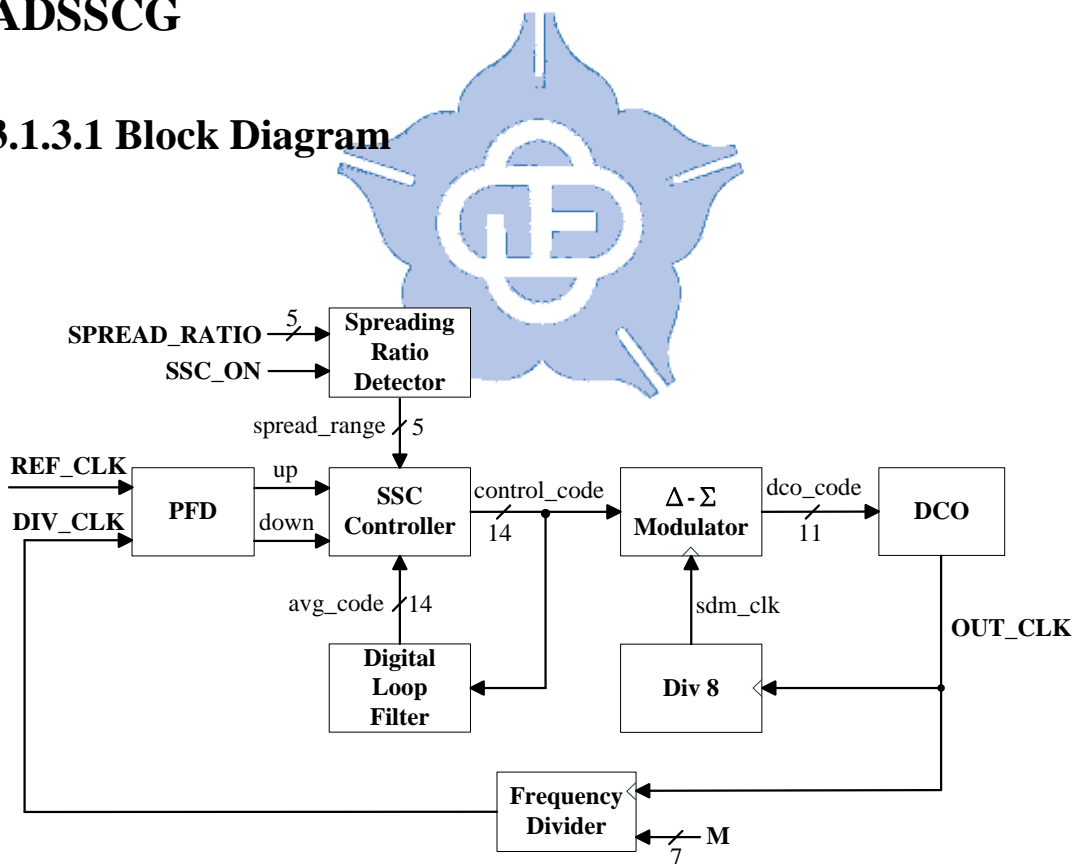 ADSSCG
3.1.3.1 Block Diagram
SPREAD_RATIO
5
SSC_ON
Spreading
Ratio
Detector
spread_range
5
REF_CLK
DIV_CLK
PFD
up
down
SSC
Controller
control_code
14
Δ-Σ
Modulator
dco_code
11
DCO
avg_code
14
sdm_clk
OUT_CLK
Digital
Loop
Filter
Div 8
Frequency
Divider
M
7